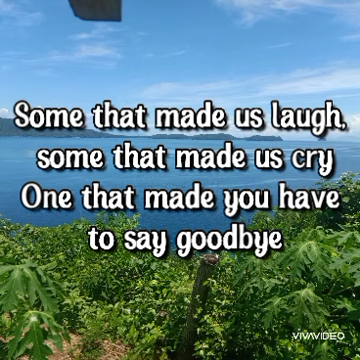 Some that made us laugh,
some that made us cry
One that made you have
to say goodbye
VIVAVIDEO